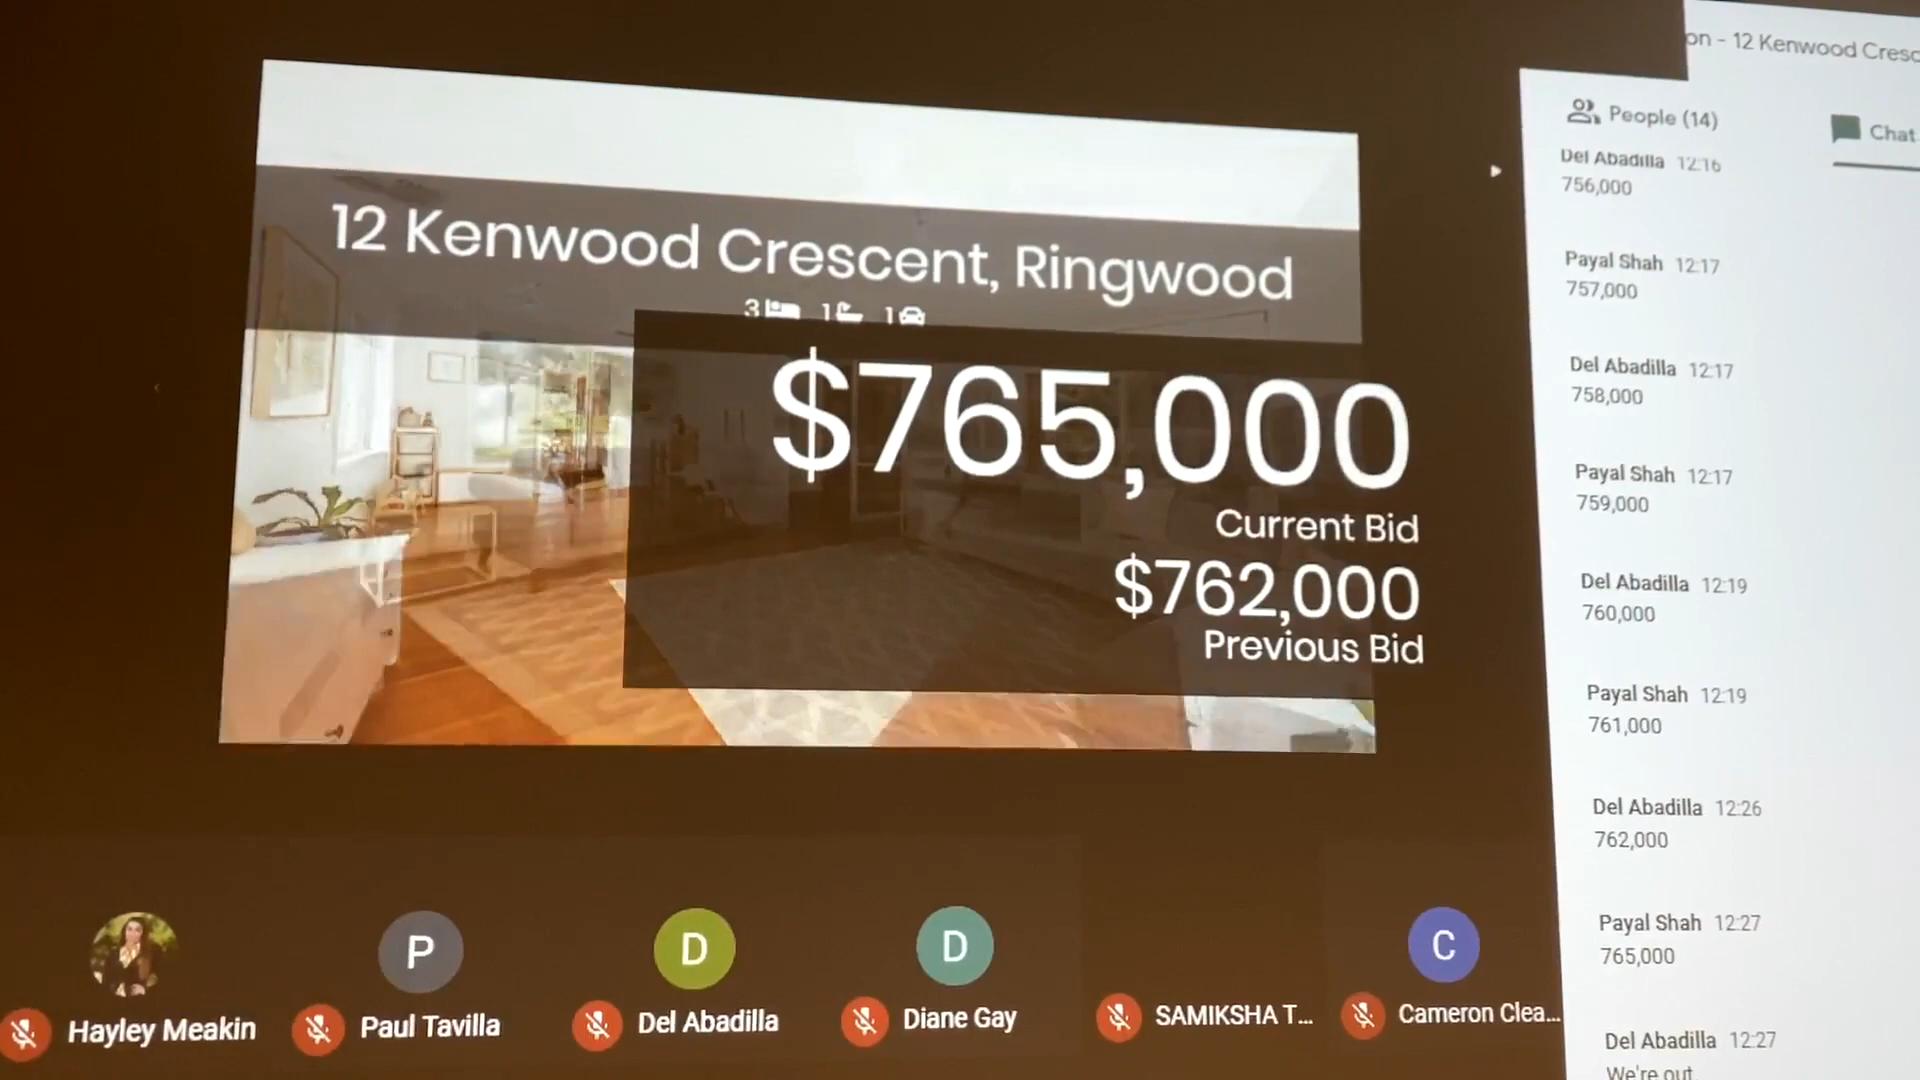 on - 12 Kenwood Cresc
People (14)
Chat
Del Abadilla 12:16
756,000
Payal Shah 12:17
757,000
Del Abadilla 12:17
758,000
Payal Shah 12:17
759,000
Del Abadilla 12:19
760,000
Payal Shah 12:19
761,000
Del Abadilla 12:26
762,000
Payal Shah 12:27
765,000
Del Abadilla 12:27
We're out.
12 Kenwood Crescent, Ringwood
3 1 1
$765,000
Current Bid
$762,000
Previous Bid
P
D
D
C
Hayley Meakin
Paul Tavilla
Del Abadilla
Diane Gay
SAMIKSHA T...
Cameron Clea...